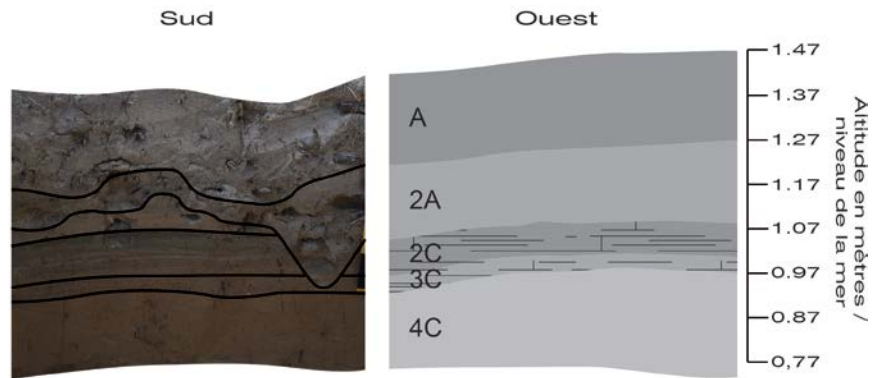 Sud
Ouest
A
2A
2C
3C
4C
1.47
1.37
1.27
1.17
1.07
0.97
0.87
0,77
Altitude en mètres /
niveau de la mer